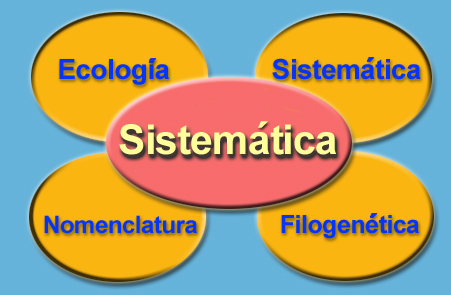 Ecología
Sistemática
Sistemática
Nomenclatura
Filogenética